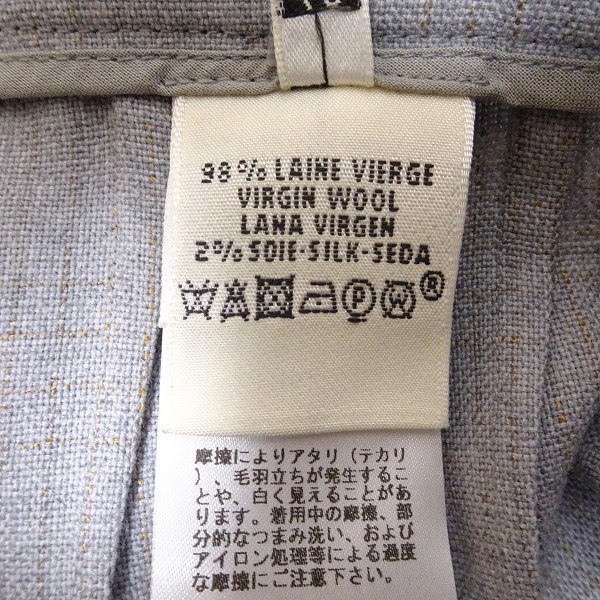 98% LAINE VIERGE
VIRGIN WOOL
LANA VIRGEN
2% SOIE-SILK-SEDA
P W ®
摩擦によりアタリ（テカリ
）、毛羽立ちが発生するこ
とや、白く見えることがあ
ります。着用中の摩擦、部
分的なつまみ洗い、および
アイロン処理等による過度
な摩擦にご注意下さい。